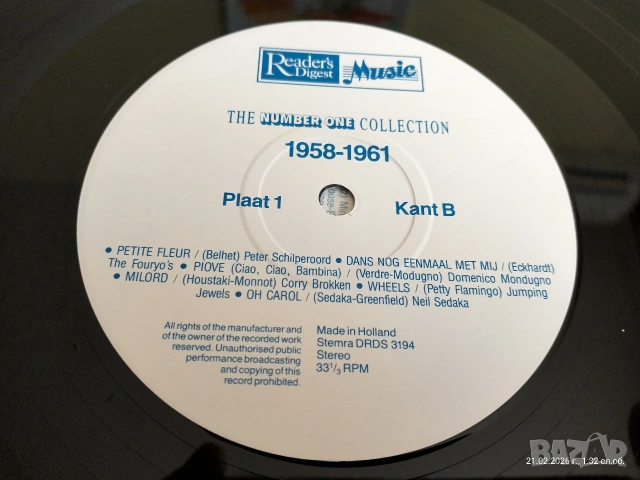 Reader's Digest Music
THE NUMBER ONE COLLECTION
1958-1961
Plaat 1 Kant B
• PETITE FLEUR / (Belhet) Peter Schilperoord • DANS NOG EENMAAL MET MIJ / (Eckhardt)
The Fouryo's • PIOVE (Ciao, Ciao, Bambina) / (Verdre-Modugno) Domenico Mondugno
• MILORD / (Houstaki-Monnot) Corry Brokken • WHEELS / (Petty Flamingo) Jumping
Jewels • OH CAROL / (Sedaka-Greenfield) Neil Sedaka
All rights of the manufacturer and
of the owner of the recorded work
reserved. Unauthorised public
performance broadcasting
and copying of this
record prohibited.
Made in Holland
Stemra DRDS 3194
Stereo
33 1/3 RPM
BAZAR
21.02.2026 г., 1,32 ел.об.